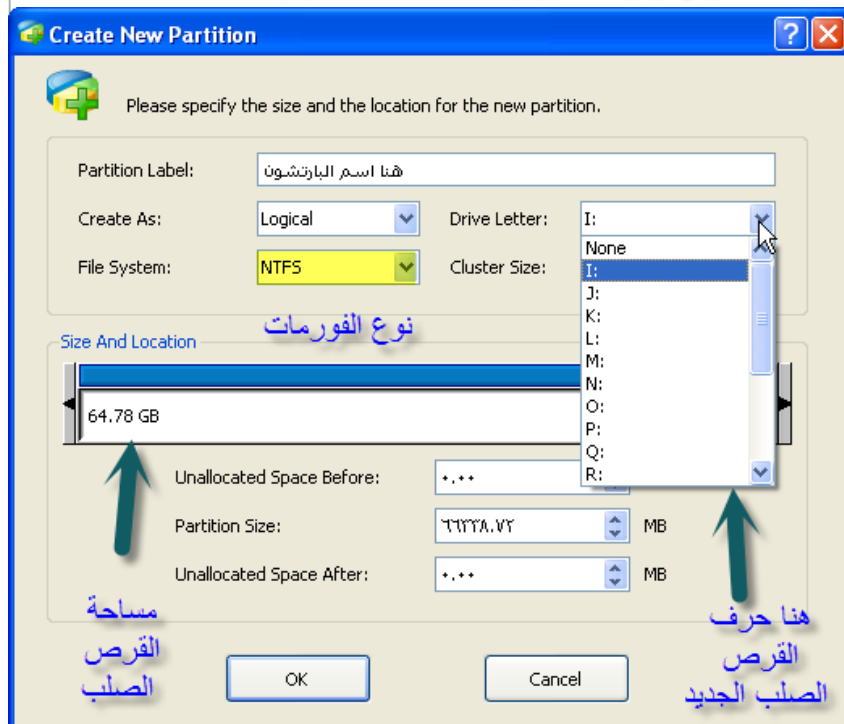 Create New Partition
Please specify the size and the location for the new partition.
Partition Label:
هنا اسم البارتشون
Create As:
Logical
Drive Letter:
I:
File System:
NTFS
Cluster Size:
None
I:
J:
K:
L:
M:
N:
O:
P:
Q:
R:
نوع الفورمات
Size And Location
64.78 GB
Unallocated Space Before:
٠.٠٠
Partition Size:
٦٦٣٣٨.٧٢
MB
Unallocated Space After:
٠.٠٠
MB
مساحة
القرص
الصلب
هنا حرف
القرص
الصلب الجديد
OK
Cancel